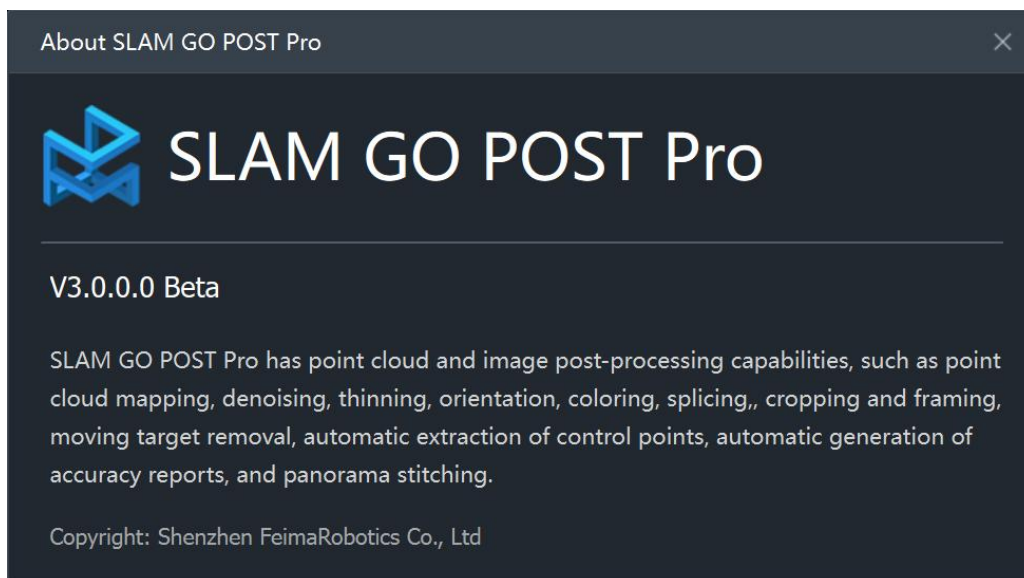 About SLAM GO POST Pro
SLAM GO POST Pro
V3.0.0.0 Beta
SLAM GO POST Pro has point cloud and image post-processing capabilities, such as point
cloud mapping, denoising, thinning, orientation, coloring, splicing,, cropping and framing,
moving target removal, automatic extraction of control points, automatic generation of
accuracy reports, and panorama stitching.
Copyright: Shenzhen FeimaRobotics Co., Ltd